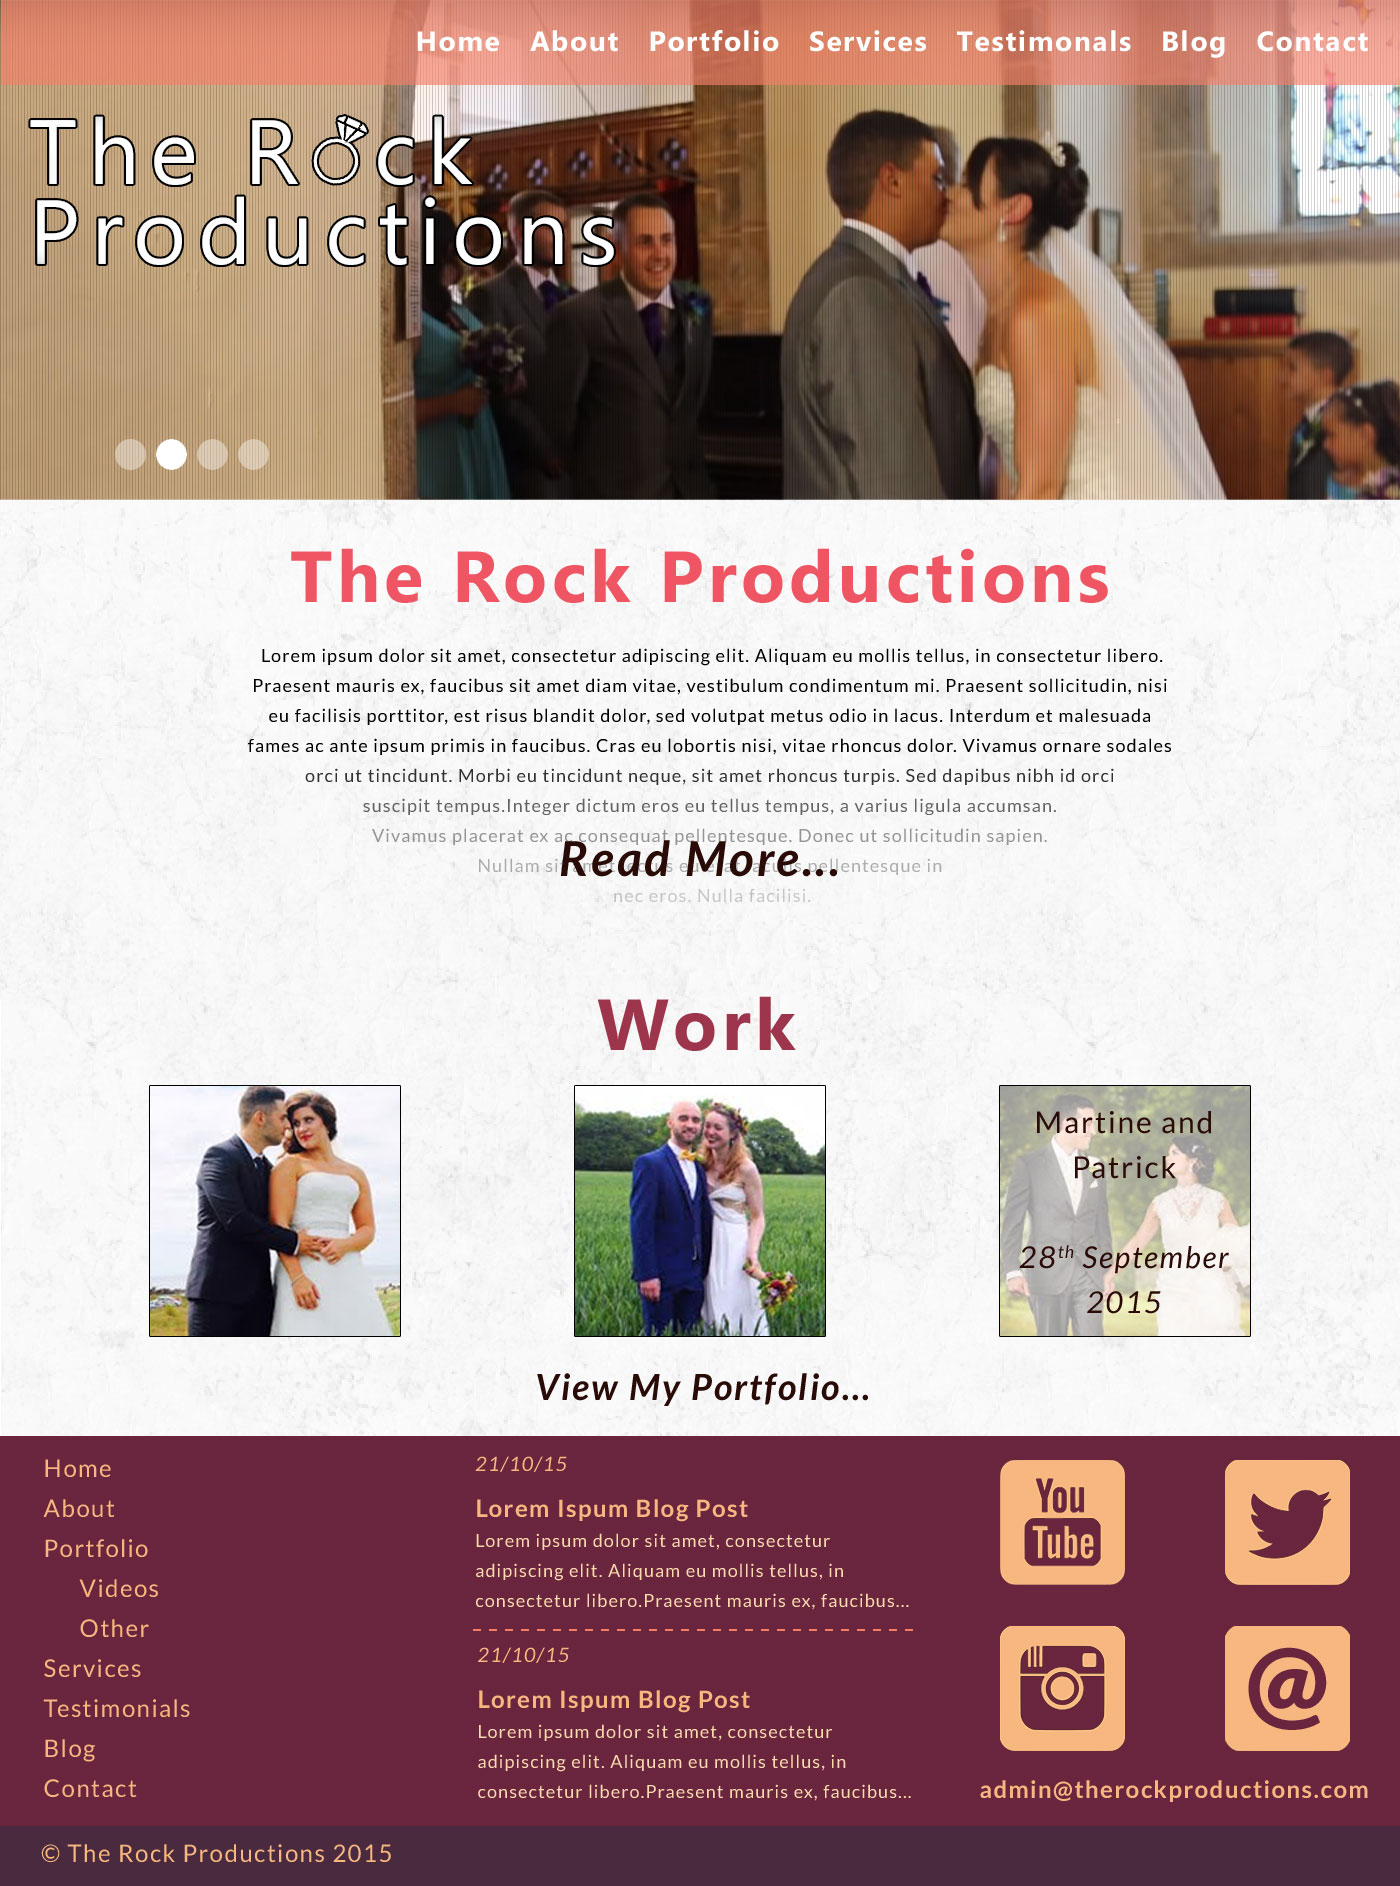 Home About Portfolio Services Testimonals Blog Contact
The Rock
Productions
The Rock Productions
Lorem ipsum dolor sit amet, consectetur adipiscing elit. Aliquam eu mollis tellus, in consectetur libero.
Praesent mauris ex, faucibus sit amet diam vitae, vestibulum condimentum mi. Praesent sollicitudin, nisi
eu facilisis porttitor, est risus blandit dolor, sed volutpat metus odio in lacus. Interdum et malesuada
fames ac ante ipsum primis in faucibus. Cras eu lobortis nisi, vitae rhoncus dolor. Vivamus ornare sodales
orci ut tincidunt. Morbi eu tincidunt neque, sit amet rhoncus turpis. Sed dapibus nibh id orci
suscipit tempus.Integer dictum eros eu tellus tempus, a varius ligula accumsan.
Vivamus placerat ex ac consequat pellentesque. Donec ut sollicitudin sapien.
Read More...
Nullam sit amet pellentesque in
nec eros. Nulla facilisi.
Work
Martine and
Patrick
28th September
2015
View My Portfolio...
Home
About
Portfolio
Videos
Other
Services
Testimonials
Blog
Contact
21/10/15
Lorem Ispum Blog Post
Lorem ipsum dolor sit amet, consectetur
adipiscing elit. Aliquam eu mollis tellus, in
consectetur libero.Praesent mauris ex, faucibus...
21/10/15
Lorem Ispum Blog Post
Lorem ipsum dolor sit amet, consectetur
adipiscing elit. Aliquam eu mollis tellus, in
consectetur libero.Praesent mauris ex, faucibus...
You
Tube
@
admin@therockproductions.com
© The Rock Productions 2015